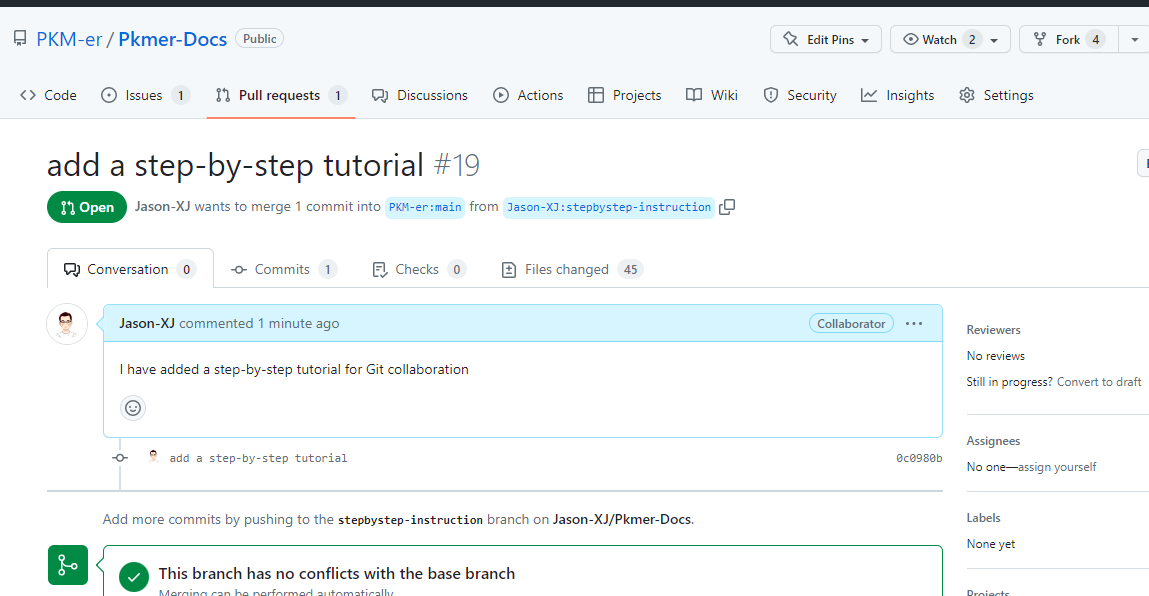 PKM-er / Pkmer-Docs Public Edit Pins Watch 2 Fork 4
Code Issues 1 Pull requests 1 Discussions Actions Projects Wiki Security Insights Settings
add a step-by-step tutorial #19
Open Jason-XJ wants to merge 1 commit into PKM-er:main from Jason-XJ:stepbystep-instruction
Conversation 0 Commits 1 Checks 0 Files changed 45
Jason-XJ commented 1 minute ago Collaborator ...
I have added a step-by-step tutorial for Git collaboration
add a step-by-step tutorial 0c0980b
Add more commits by pushing to the stepbystep-instruction branch on Jason-XJ/Pkmer-Docs.
This branch has no conflicts with the base branch
Merging can be performed automatically.
Reviewers
No reviews
Still in progress? Convert to draft
Assignees
No one—assign yourself
Labels
None yet
Projects